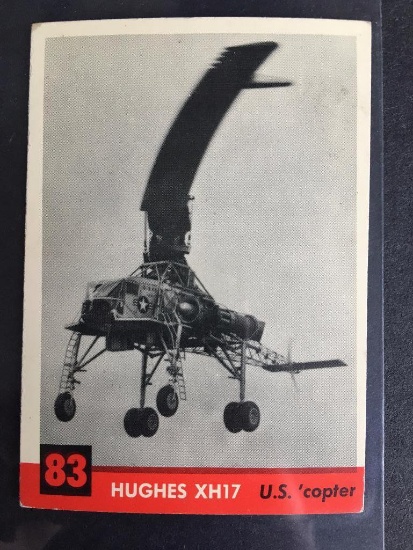 83
HUGHES XH17 U.S. 'copter